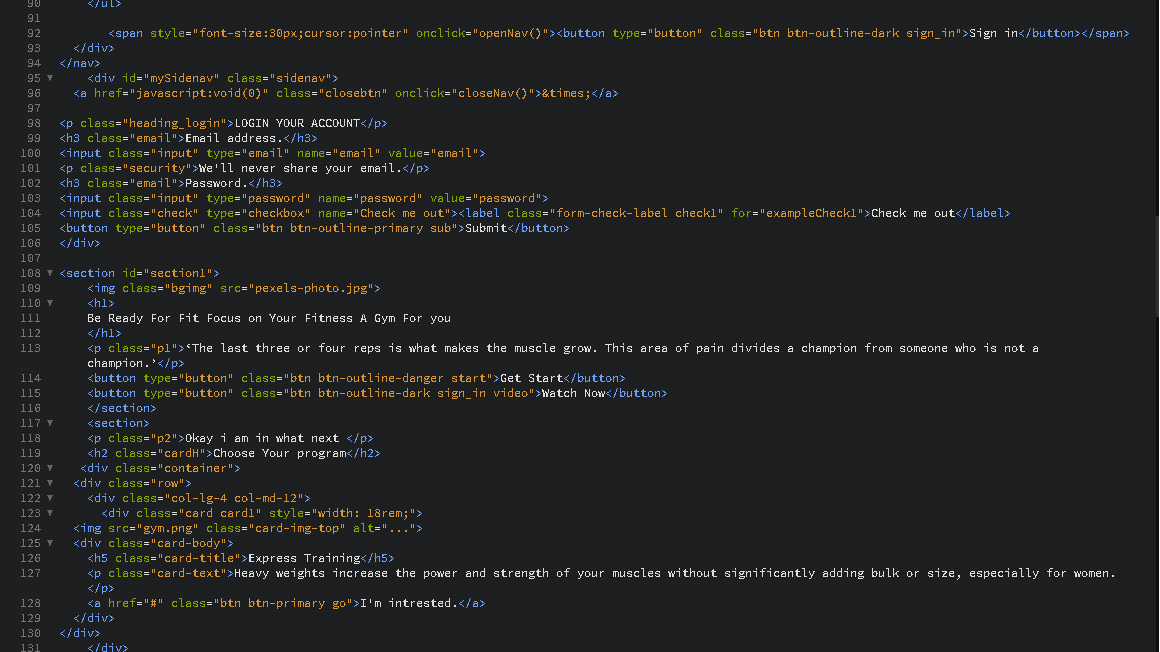 90 </ul>
91
92 <span style="font-size:30px;cursor:pointer" onclick="openNav()"><button type="button" class="btn btn-outline-dark sign_in">Sign in</button></span>
93 </div>
94 </nav>
95 ▼ <div id="mySidenav" class="sidenav">
96 <a href="javascript:void(0)" class="closebtn" onclick="closeNav()">&times;</a>
97
98 <p class="heading_login">LOGIN YOUR ACCOUNT</p>
99 <h3 class="email">Email address.</h3>
100 <input class="input" type="email" name="email" value="email">
101 <p class="security">We'll never share your email.</p>
102 <h3 class="email">Password.</h3>
103 <input class="input" type="password" name="password" value="password">
104 <input class="check" type="checkbox" name="Check me out"><label class="form-check-label check1" for="exampleCheck1">Check me out</label>
105 <button type="button" class="btn btn-outline-primary sub">Submit</button>
106 </div>
107
108 ▼ <section id="section1">
109 <img class="bgimg" src="pexels-photo.jpg">
110 ▼ <h1>
111 Be Ready For Fit Focus on Your Fitness A Gym For you
112 </h1>
113 <p class="p1">‘The last three or four reps is what makes the muscle grow. This area of pain divides a champion from someone who is not a
champion.’</p>
114 <button type="button" class="btn btn-outline-danger start">Get Start</button>
115 <button type="button" class="btn btn-outline-dark sign_in video">Watch Now</button>
116 </section>
117 ▼ <section>
118 <p class="p2">Okay i am in what next </p>
119 <h2 class="cardH">Choose Your program</h2>
120 ▼ <div class="container">
121 ▼ <div class="row">
122 ▼ <div class="col-lg-4 col-md-12">
123 ▼ <div class="card card1" style="width: 18rem;">
124 <img src="gym.png" class="card-img-top" alt="...">
125 ▼ <div class="card-body">
126 <h5 class="card-title">Express Training</h5>
127 <p class="card-text">Heavy weights increase the power and strength of your muscles without significantly adding bulk or size, especially for women.
</p>
128 <a href="#" class="btn btn-primary go">I'm intrested.</a>
129 </div>
130 </div>
131 </div>